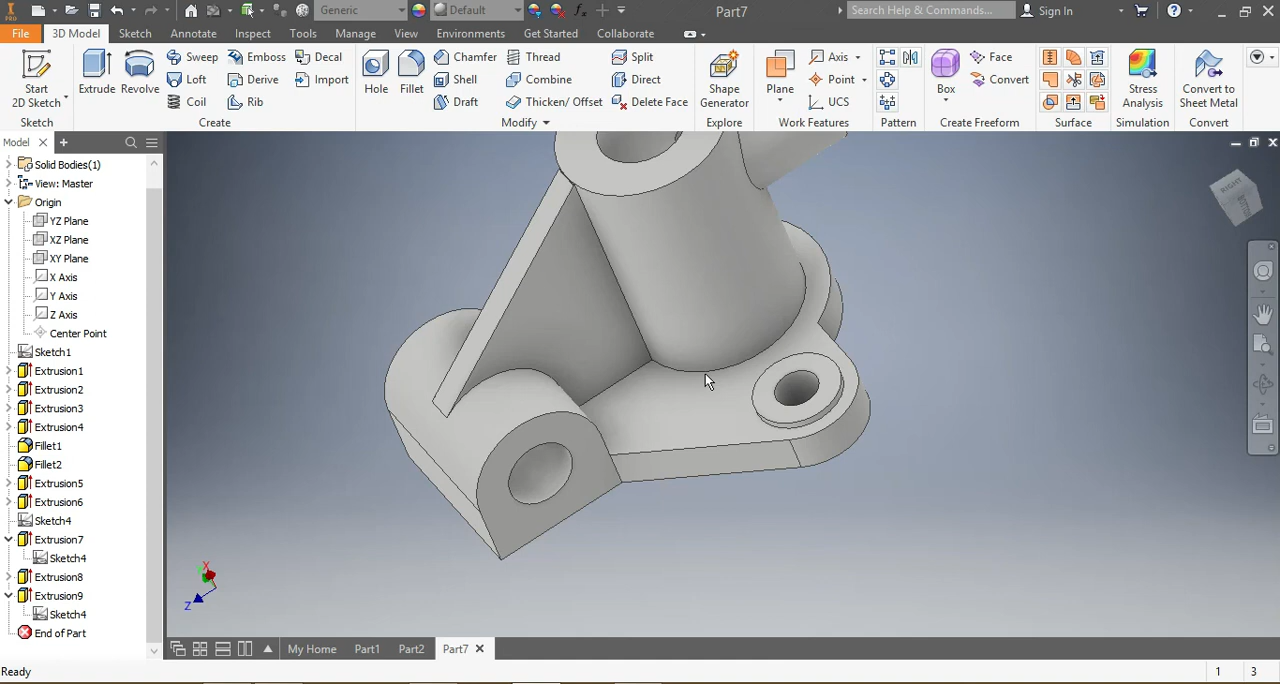 PRO
Generic
Default
fx
Part7
Search Help & Commands...
Sign In
File
3D Model
Sketch
Annotate
Inspect
Tools
Manage
View
Environments
Get Started
Collaborate
Start
2D Sketch
Extrude
Revolve
Sweep
Emboss
Decal
Loft
Derive
Import
Coil
Rib
Hole
Fillet
Chamfer
Thread
Split
Shell
Combine
Direct
Draft
Thicken/ Offset
Delete Face
Shape
Generator
Plane
Axis
Point
UCS
Box
Face
Convert
Stress
Analysis
Convert to
Sheet Metal
Sketch
Create
Modify
Explore
Work Features
Pattern
Create Freeform
Surface
Simulation
Convert
Model
Solid Bodies(1)
View: Master
Origin
YZ Plane
XZ Plane
XY Plane
X Axis
Y Axis
Z Axis
Center Point
Sketch1
Extrusion1
Extrusion2
Extrusion3
Extrusion4
Fillet1
Fillet2
Extrusion5
Extrusion6
Sketch4
Extrusion7
Sketch4
Extrusion8
Extrusion9
Sketch4
End of Part
RIGHT
BOTTOM
X
Z
My Home
Part1
Part2
Part7
Ready
1
3